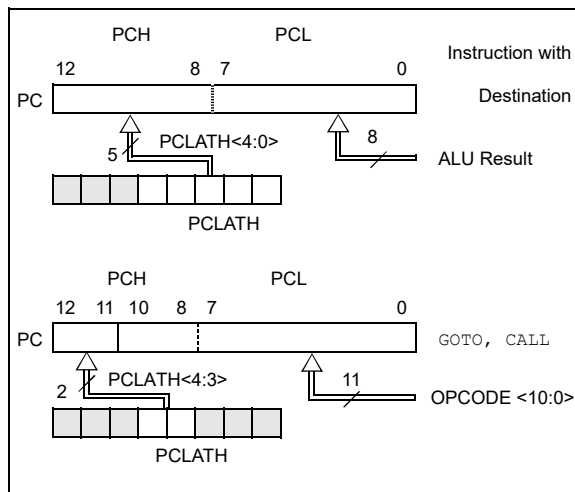 PCH PCL
12 8 7 0 Instruction with
PC Destination
5 PCLATH<4:0> 8 ALU Result
PCLATH
PCH PCL
12 11 10 8 7 0
PC GOTO, CALL
2 PCLATH<4:3> 11 OPCODE <10:0>
PCLATH